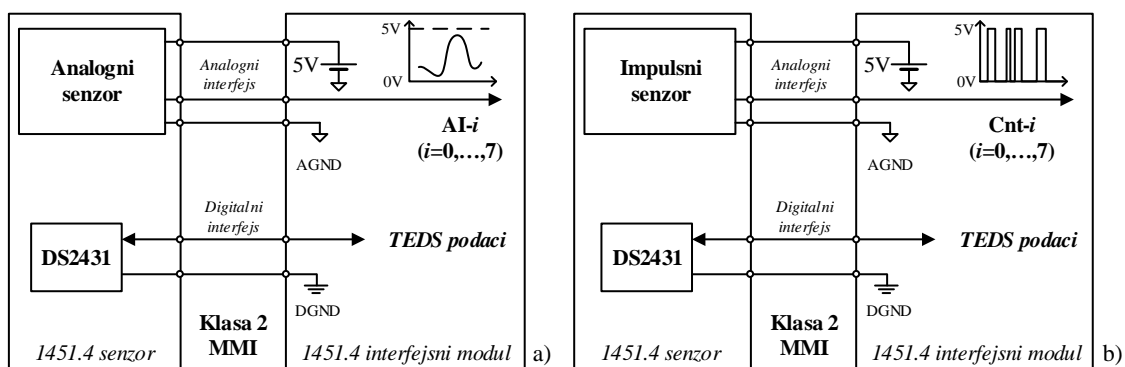 Analogni
senzor
Analogni
interfejs
5V
5V
0V
AI-i
(i=0,…,7)
AGND
Digitalni
interfejs
DS2431
TEDS podaci
DGND
Klasa 2
MMI
1451.4 senzor
1451.4 interfejsni modul
a)
Impulsni
senzor
Analogni
interfejs
5V
5V
0V
Cnt-i
(i=0,…,7)
AGND
Digitalni
interfejs
DS2431
TEDS podaci
DGND
Klasa 2
MMI
1451.4 senzor
1451.4 interfejsni modul
b)